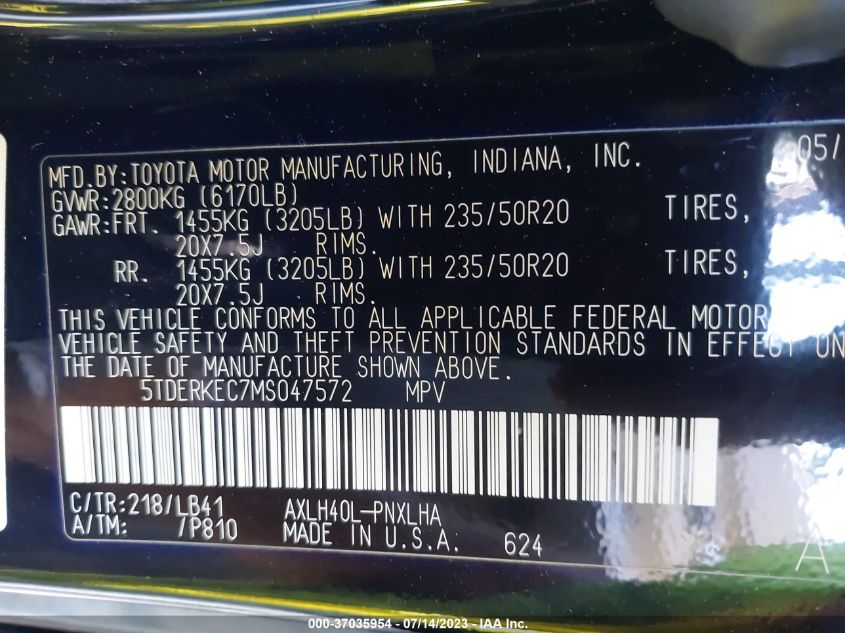 MFD.BY:TOYOTA MOTOR MANUFACTURING, INDIANA, INC. 05/
GVWR:2800KG (6170LB)
GAWR:FRT. 1455KG (3205LB) WITH 235/50R20 TIRES,
20X7.5J RIMS.
RR. 1455KG (3205LB) WITH 235/50R20 TIRES,
20X7.5J RIMS.
THIS VEHICLE CONFORMS TO ALL APPLICABLE FEDERAL MOTOR
VEHICLE SAFETY AND THEFT PREVENTION STANDARDS IN EFFECT ON
THE DATE OF MANUFACTURE SHOWN ABOVE.
5TDERKEC7MS047572 MPV
C/TR:218/LB41 AXLH40L-PNXLHA
A/TM: /P810 MADE IN U.S.A. 624
A
000-37035954 - 07/14/2023 - IAA Inc.